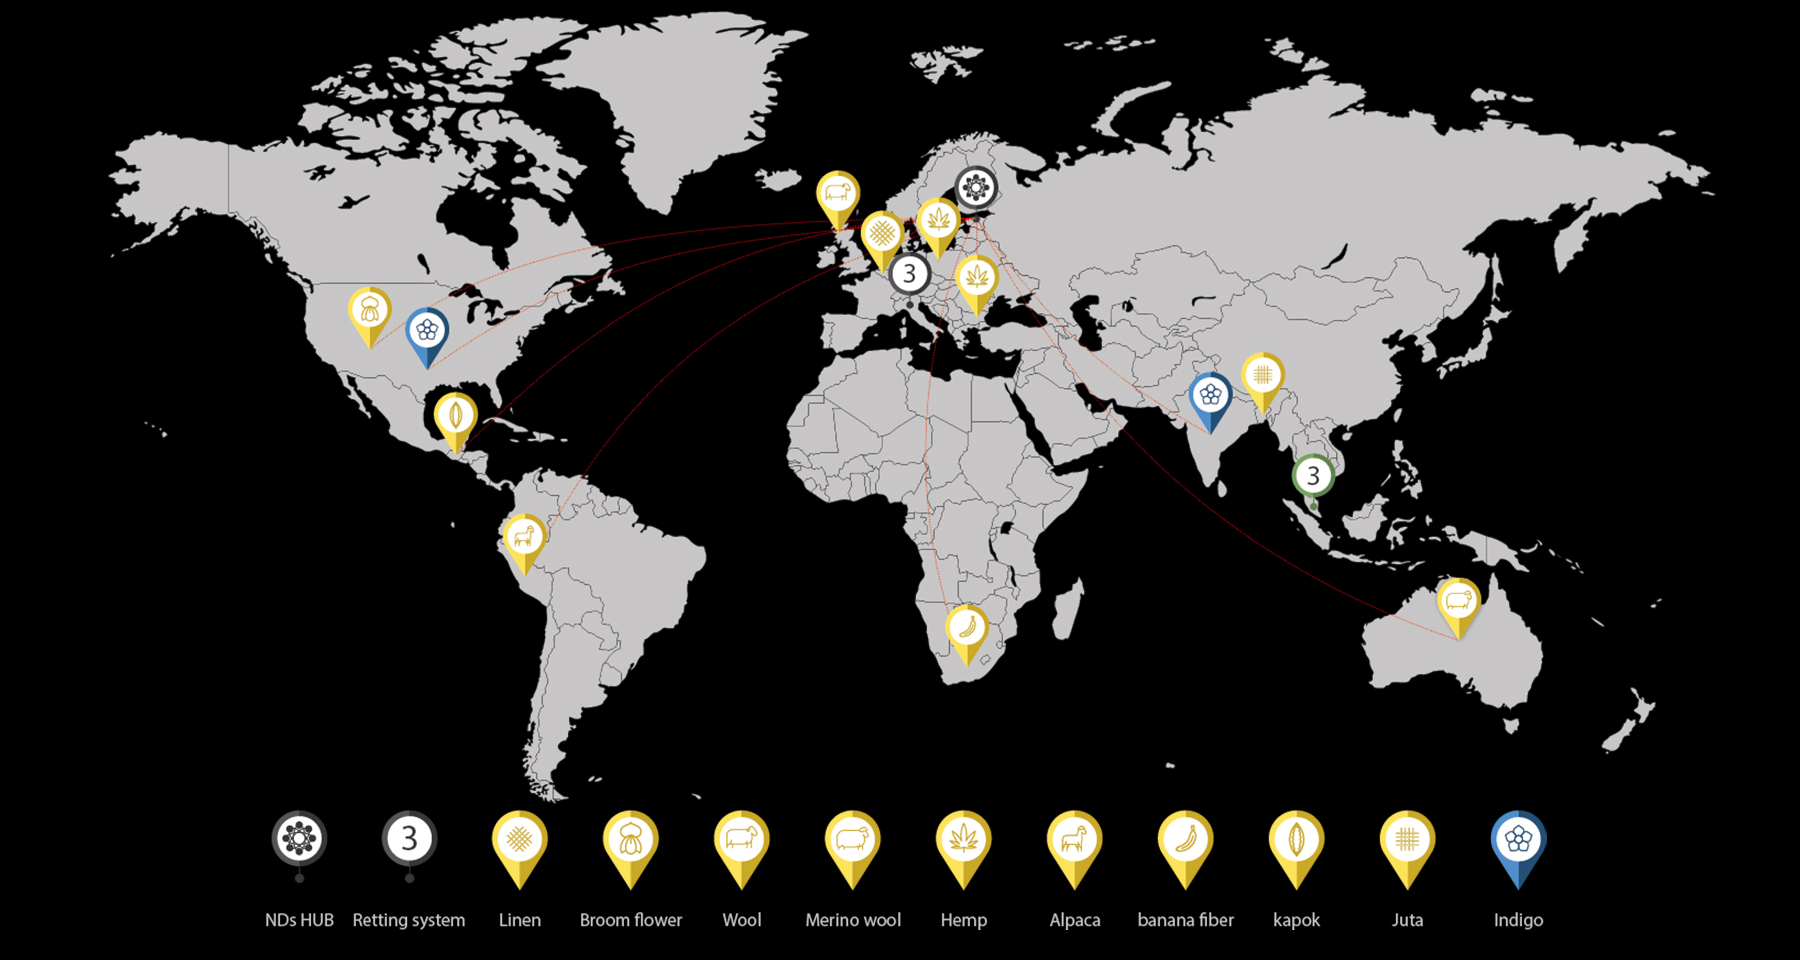 3
3
3
NDs HUB
Retting system
Linen
Broom flower
Wool
Merino wool
Hemp
Alpaca
banana fiber
kapok
Juta
Indigo